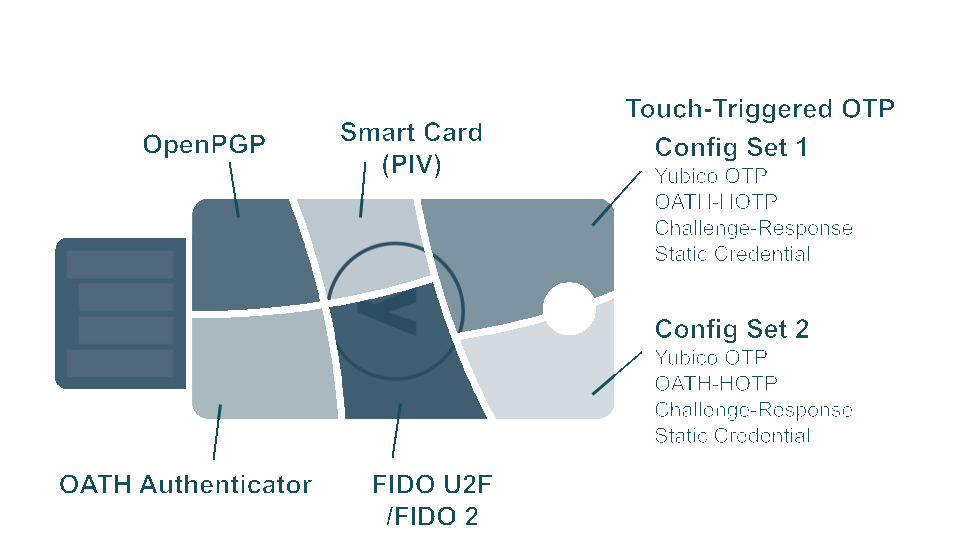 Touch-Triggered OTP
OpenPGP
Smart Card
(PIV)
Config Set 1
Yubico OTP
OATH-HOTP
Challenge-Response
Static Credential
Config Set 2
Yubico OTP
OATH-HOTP
Challenge-Response
Static Credential
OATH Authenticator
FIDO U2F
/FIDO 2